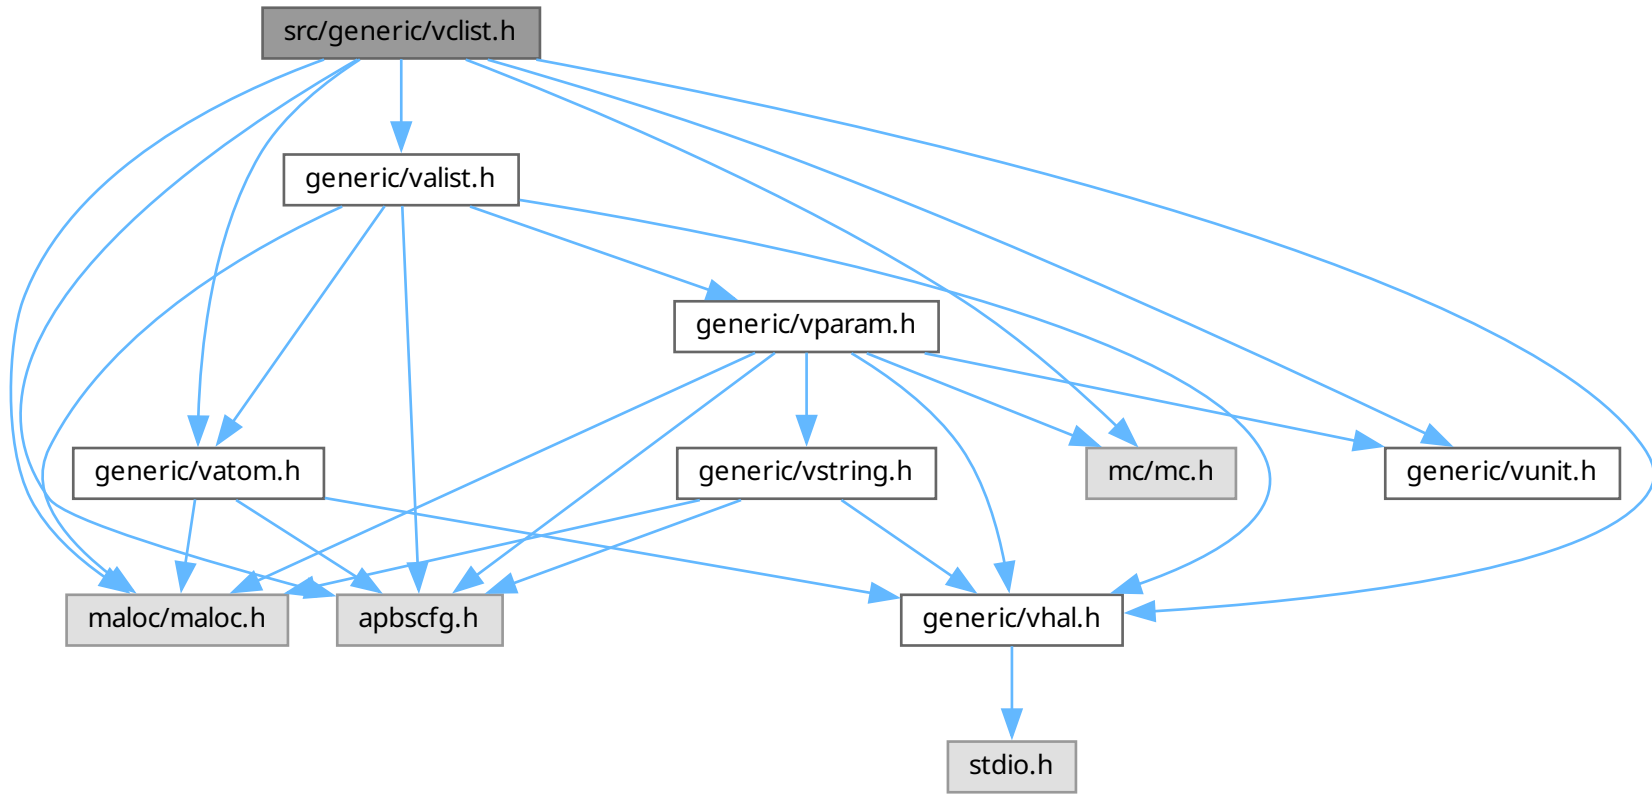 src/generic/vclist.h
generic/valist.h
generic/vparam.h
generic/vatom.h
generic/vstring.h
mc/mc.h
generic/vunit.h
maloc/maloc.h
apbscfg.h
generic/vhal.h
stdio.h